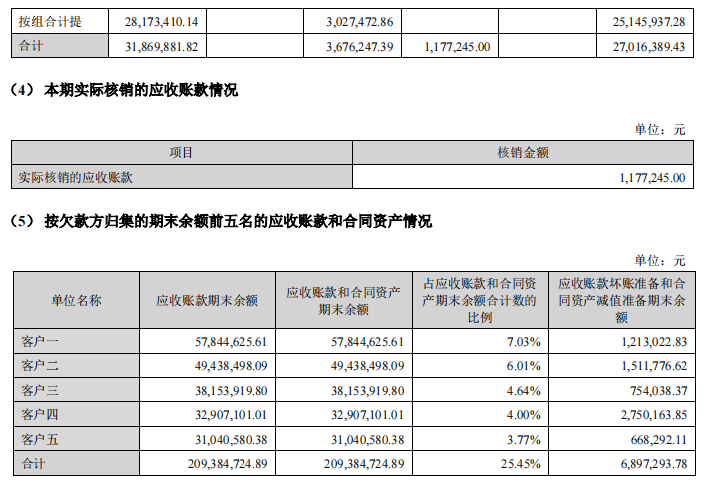 按组合计提 28,173,410.14 3,027,472.86 25,145,937.28
合计 31,869,881.82 3,676,247.39 1,177,245.00 27,016,389.43
（4） 本期实际核销的应收账款情况
单位：元
项目 核销金额
实际核销的应收账款 1,177,245.00
（5） 按欠款方归集的期末余额前五名的应收账款和合同资产情况
单位：元
单位名称 应收账款期末余额 应收账款和合同资产期末余额 占应收账款和合同资产期末余额合计数的比例 应收账款坏账准备和合同资产减值准备期末余额
客户一 57,844,625.61 57,844,625.61 7.03% 1,213,022.83
客户二 49,438,498.09 49,438,498.09 6.01% 1,511,776.62
客户三 38,153,919.80 38,153,919.80 4.64% 754,038.37
客户四 32,907,101.01 32,907,101.01 4.00% 2,750,163.85
客户五 31,040,580.38 31,040,580.38 3.77% 668,292.11
合计 209,384,724.89 209,384,724.89 25.45% 6,897,293.78